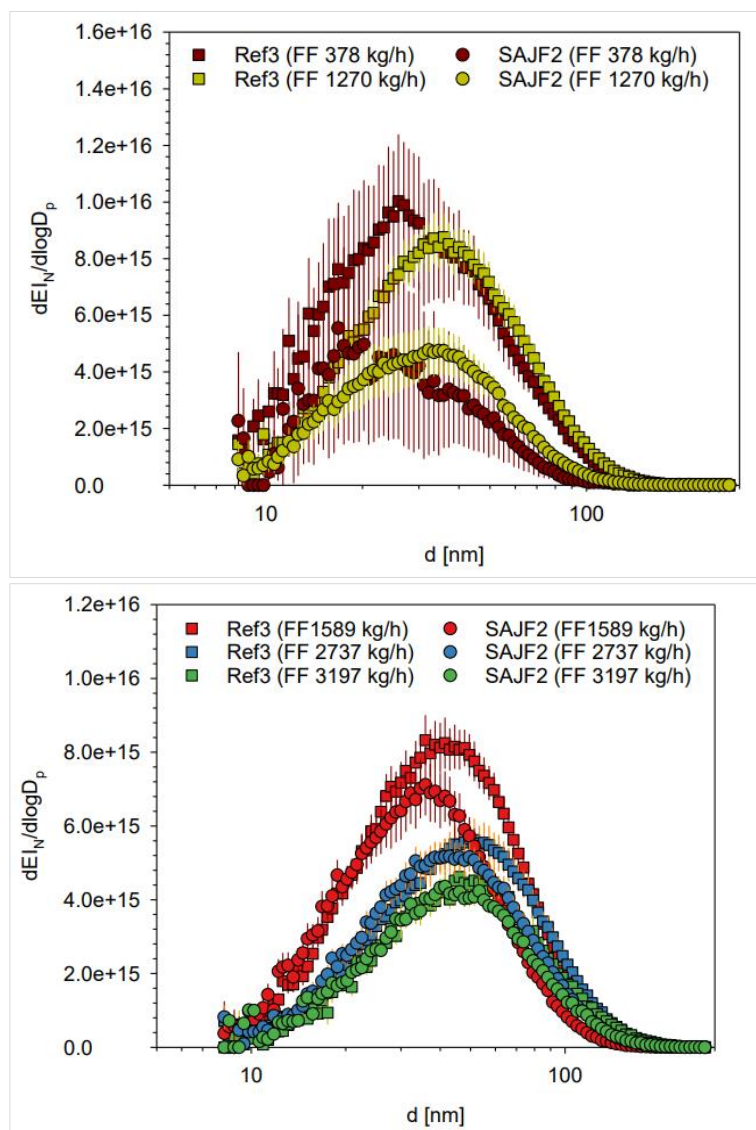 1.6e+16
1.4e+16
1.2e+16
1.0e+16
8.0e+15
6.0e+15
4.0e+15
2.0e+15
0.0
dEI_N/dlogD_p
Ref3 (FF 378 kg/h) SAJF2 (FF 378 kg/h)
Ref3 (FF 1270 kg/h) SAJF2 (FF 1270 kg/h)
10 100
d [nm]
1.2e+16
1.0e+16
8.0e+15
6.0e+15
4.0e+15
2.0e+15
0.0
dEI_N/dlogD_p
Ref3 (FF1589 kg/h) SAJF2 (FF1589 kg/h)
Ref3 (FF 2737 kg/h) SAJF2 (FF 2737 kg/h)
Ref3 (FF 3197 kg/h) SAJF2 (FF 3197 kg/h)
10 100
d [nm]